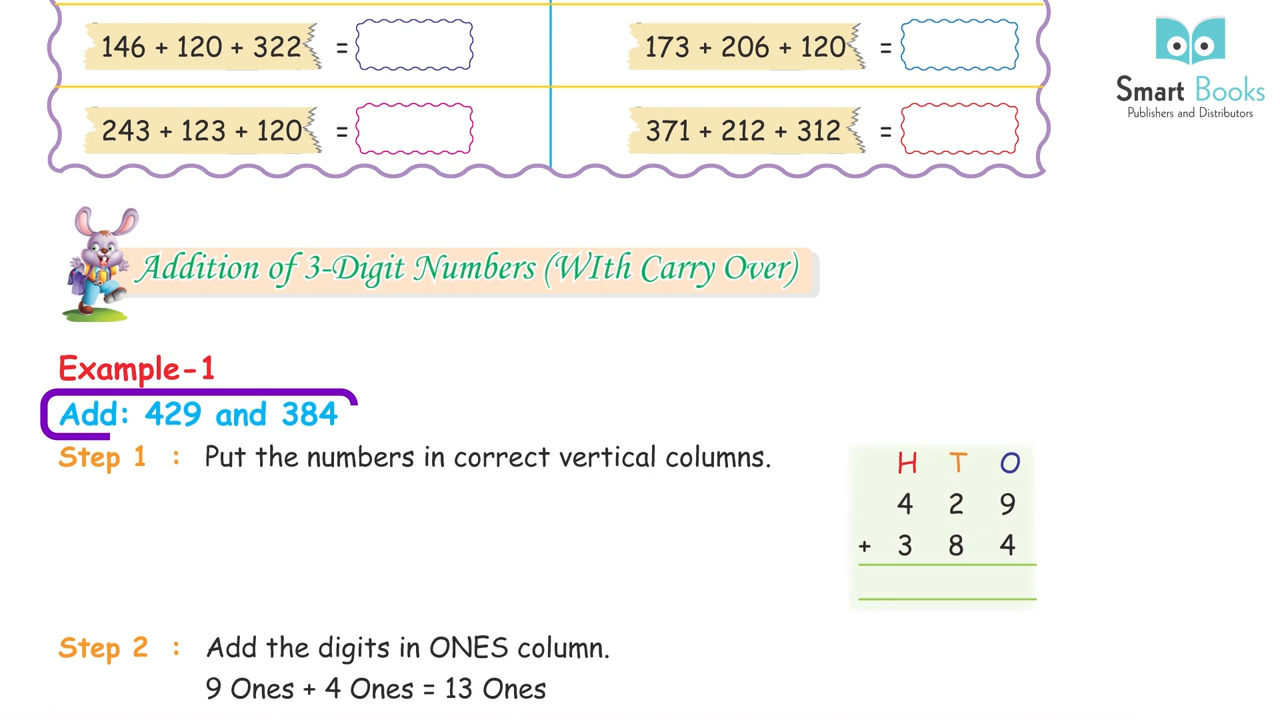 146 + 120 + 322 =
173 + 206 + 120 =
243 + 123 + 120 =
371 + 212 + 312 =
Smart Books
Publishers and Distributors
Addition of 3-Digit Numbers (WIth Carry Over)
Example-1
Add: 429 and 384
Step 1 : Put the numbers in correct vertical columns.
H T O
4 2 9
+ 3 8 4
Step 2 : Add the digits in ONES column.
9 Ones + 4 Ones = 13 Ones